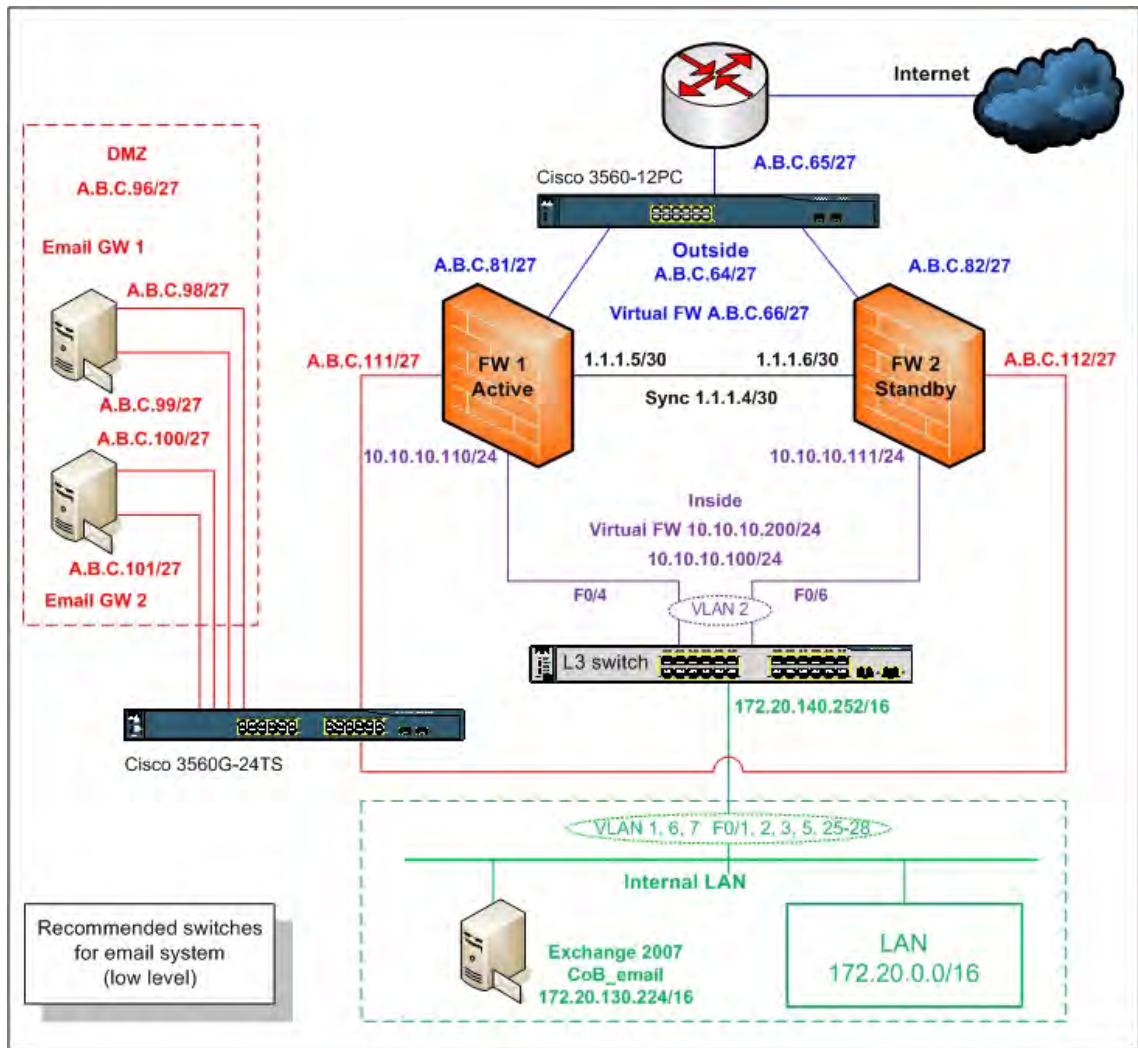 Internet
A.B.C.65/27
Cisco 3560-12PC
DMZ
A.B.C.96/27
Email GW 1
A.B.C.98/27
A.B.C.99/27
A.B.C.100/27
A.B.C.101/27
Email GW 2
Outside
A.B.C.64/27
A.B.C.81/27
A.B.C.82/27
Virtual FW A.B.C.66/27
A.B.C.111/27
FW 1
Active
1.1.1.5/30
1.1.1.6/30
Sync 1.1.1.4/30
FW 2
Standby
A.B.C.112/27
10.10.10.110/24
10.10.10.111/24
Inside
Virtual FW 10.10.10.200/24
10.10.10.100/24
F0/4
F0/6
VLAN 2
L3 switch
172.20.140.252/16
Cisco 3560G-24TS
VLAN 1, 6, 7 F0/1, 2, 3, 5, 25-28
Internal LAN
Exchange 2007
CoB_email
172.20.130.224/16
LAN
172.20.0.0/16
Recommended switches
for email system
(low level)